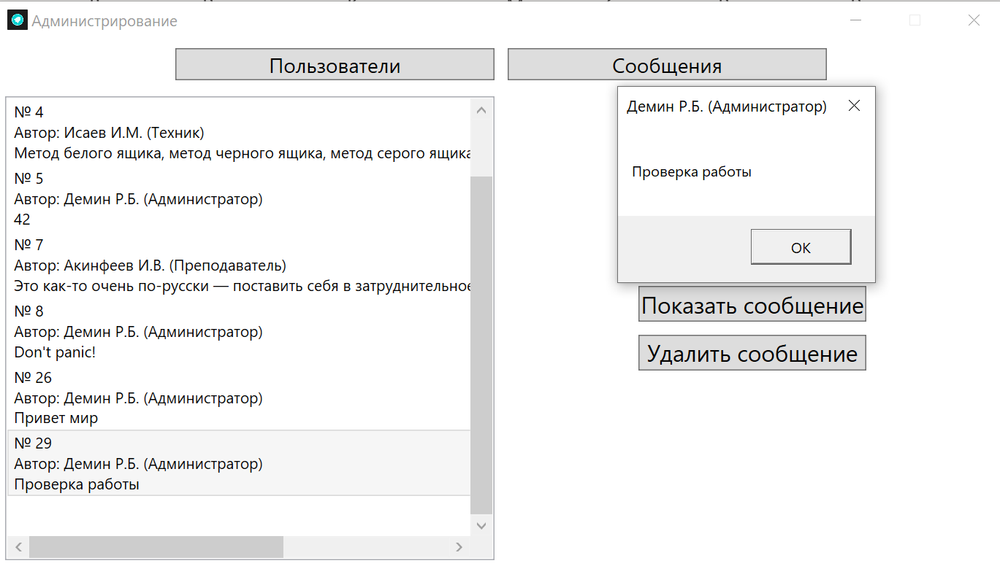 Администрирование
Пользователи
Сообщения
№ 4
Автор: Исаев И.М. (Техник)
Метод белого ящика, метод черного ящика, метод серого ящика
№ 5
Автор: Демин Р.Б. (Администратор)
42
№ 7
Автор: Акинфеев И.В. (Преподаватель)
Это как-то очень по-русски — поставить себя в затруднительное
№ 8
Автор: Демин Р.Б. (Администратор)
Don't panic!
№ 26
Автор: Демин Р.Б. (Администратор)
Привет мир
№ 29
Автор: Демин Р.Б. (Администратор)
Проверка работы
Демин Р.Б. (Администратор)
Проверка работы
ОК
Показать сообщение
Удалить сообщение